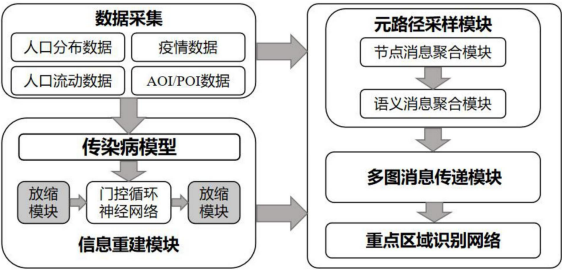 数据采集
人口分布数据
疫情数据
人口流动数据
AOI/POI数据
传染病模型
放缩
模块
门控循环
神经网络
放缩
模块
信息重建模块
元路径采样模块
节点消息聚合模块
语义消息聚合模块
多图消息传递模块
重点区域识别网络